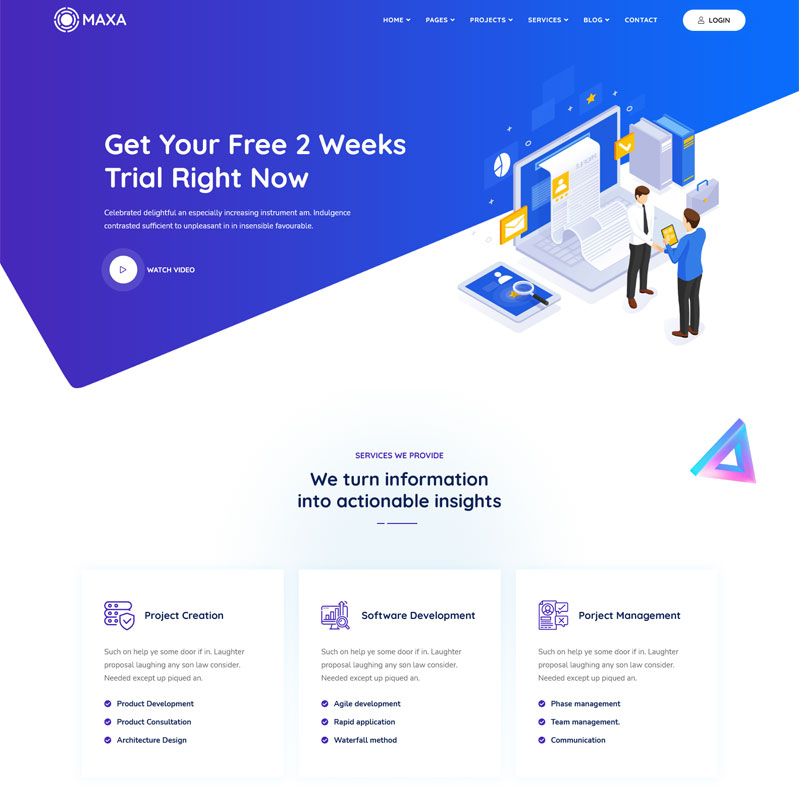 MAXA
HOME
PAGES
PROJECTS
SERVICES
BLOG
CONTACT
LOGIN
Get Your Free 2 Weeks
Trial Right Now
Celebrated delightful an especially increasing instrument am. Indulgence
contrasted sufficient to unpleasant in in insensible favourable.
WATCH VIDEO
SERVICES WE PROVIDE
We turn information
into actionable insights
Project Creation
Such on help ye some door if in. Laughter
proposal laughing any son law consider.
Needed except up piqued an.
Product Development
Product Consultation
Architecture Design
Software Development
Such on help ye some door if in. Laughter
proposal laughing any son law consider.
Needed except up piqued an.
Agile development
Rapid application
Waterfall method
Porject Management
Such on help ye some door if in. Laughter
proposal laughing any son law consider.
Needed except up piqued an.
Phase management
Team management.
Communication